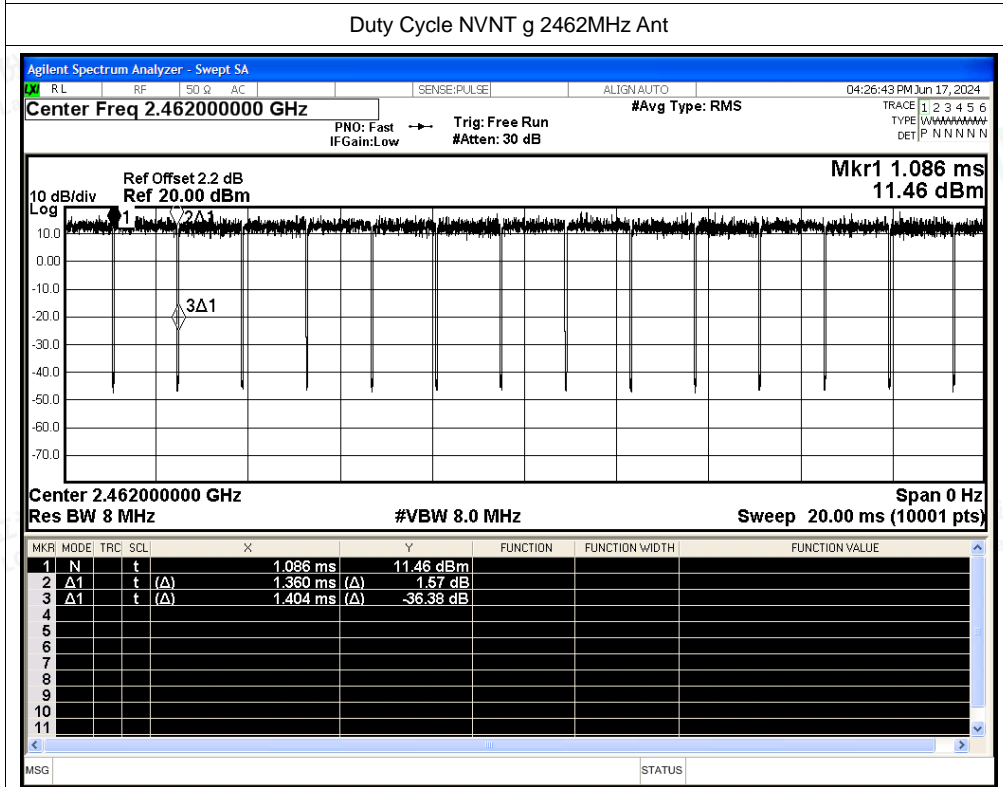 Duty Cycle NVNT g 2462MHz Ant
Agilent Spectrum Analyzer - Swept SA
LXI RL RF 50 Ω AC SENSE:PULSE ALIGN AUTO 04:26:43 PM Jun 17, 2024
Center Freq 2.462000000 GHz #Avg Type: RMS TRACE 1 2 3 4 5 6
PNO: Fast Trig: Free Run TYPE WWWWWW
IFGain:Low #Atten: 30 dB DET P N N N N N
Mkr1 1.086 ms
11.46 dBm
Ref Offset 2.2 dB
10 dB/div Ref 20.00 dBm
Log
1 2Δ1
10.0
0.00
-10.0
3Δ1
-20.0
-30.0
-40.0
-50.0
-60.0
-70.0
Center 2.462000000 GHz Span 0 Hz
Res BW 8 MHz #VBW 8.0 MHz Sweep 20.00 ms (10001 pts)
MKR MODE TRC SCL X Y FUNCTION FUNCTION WIDTH FUNCTION VALUE
1 N t 1.086 ms 11.46 dBm
2 Δ1 t (Δ) 1.360 ms (Δ) 1.57 dB
3 Δ1 t (Δ) 1.404 ms (Δ) -36.38 dB
4
5
6
7
8
9
10
11
MSG STATUS